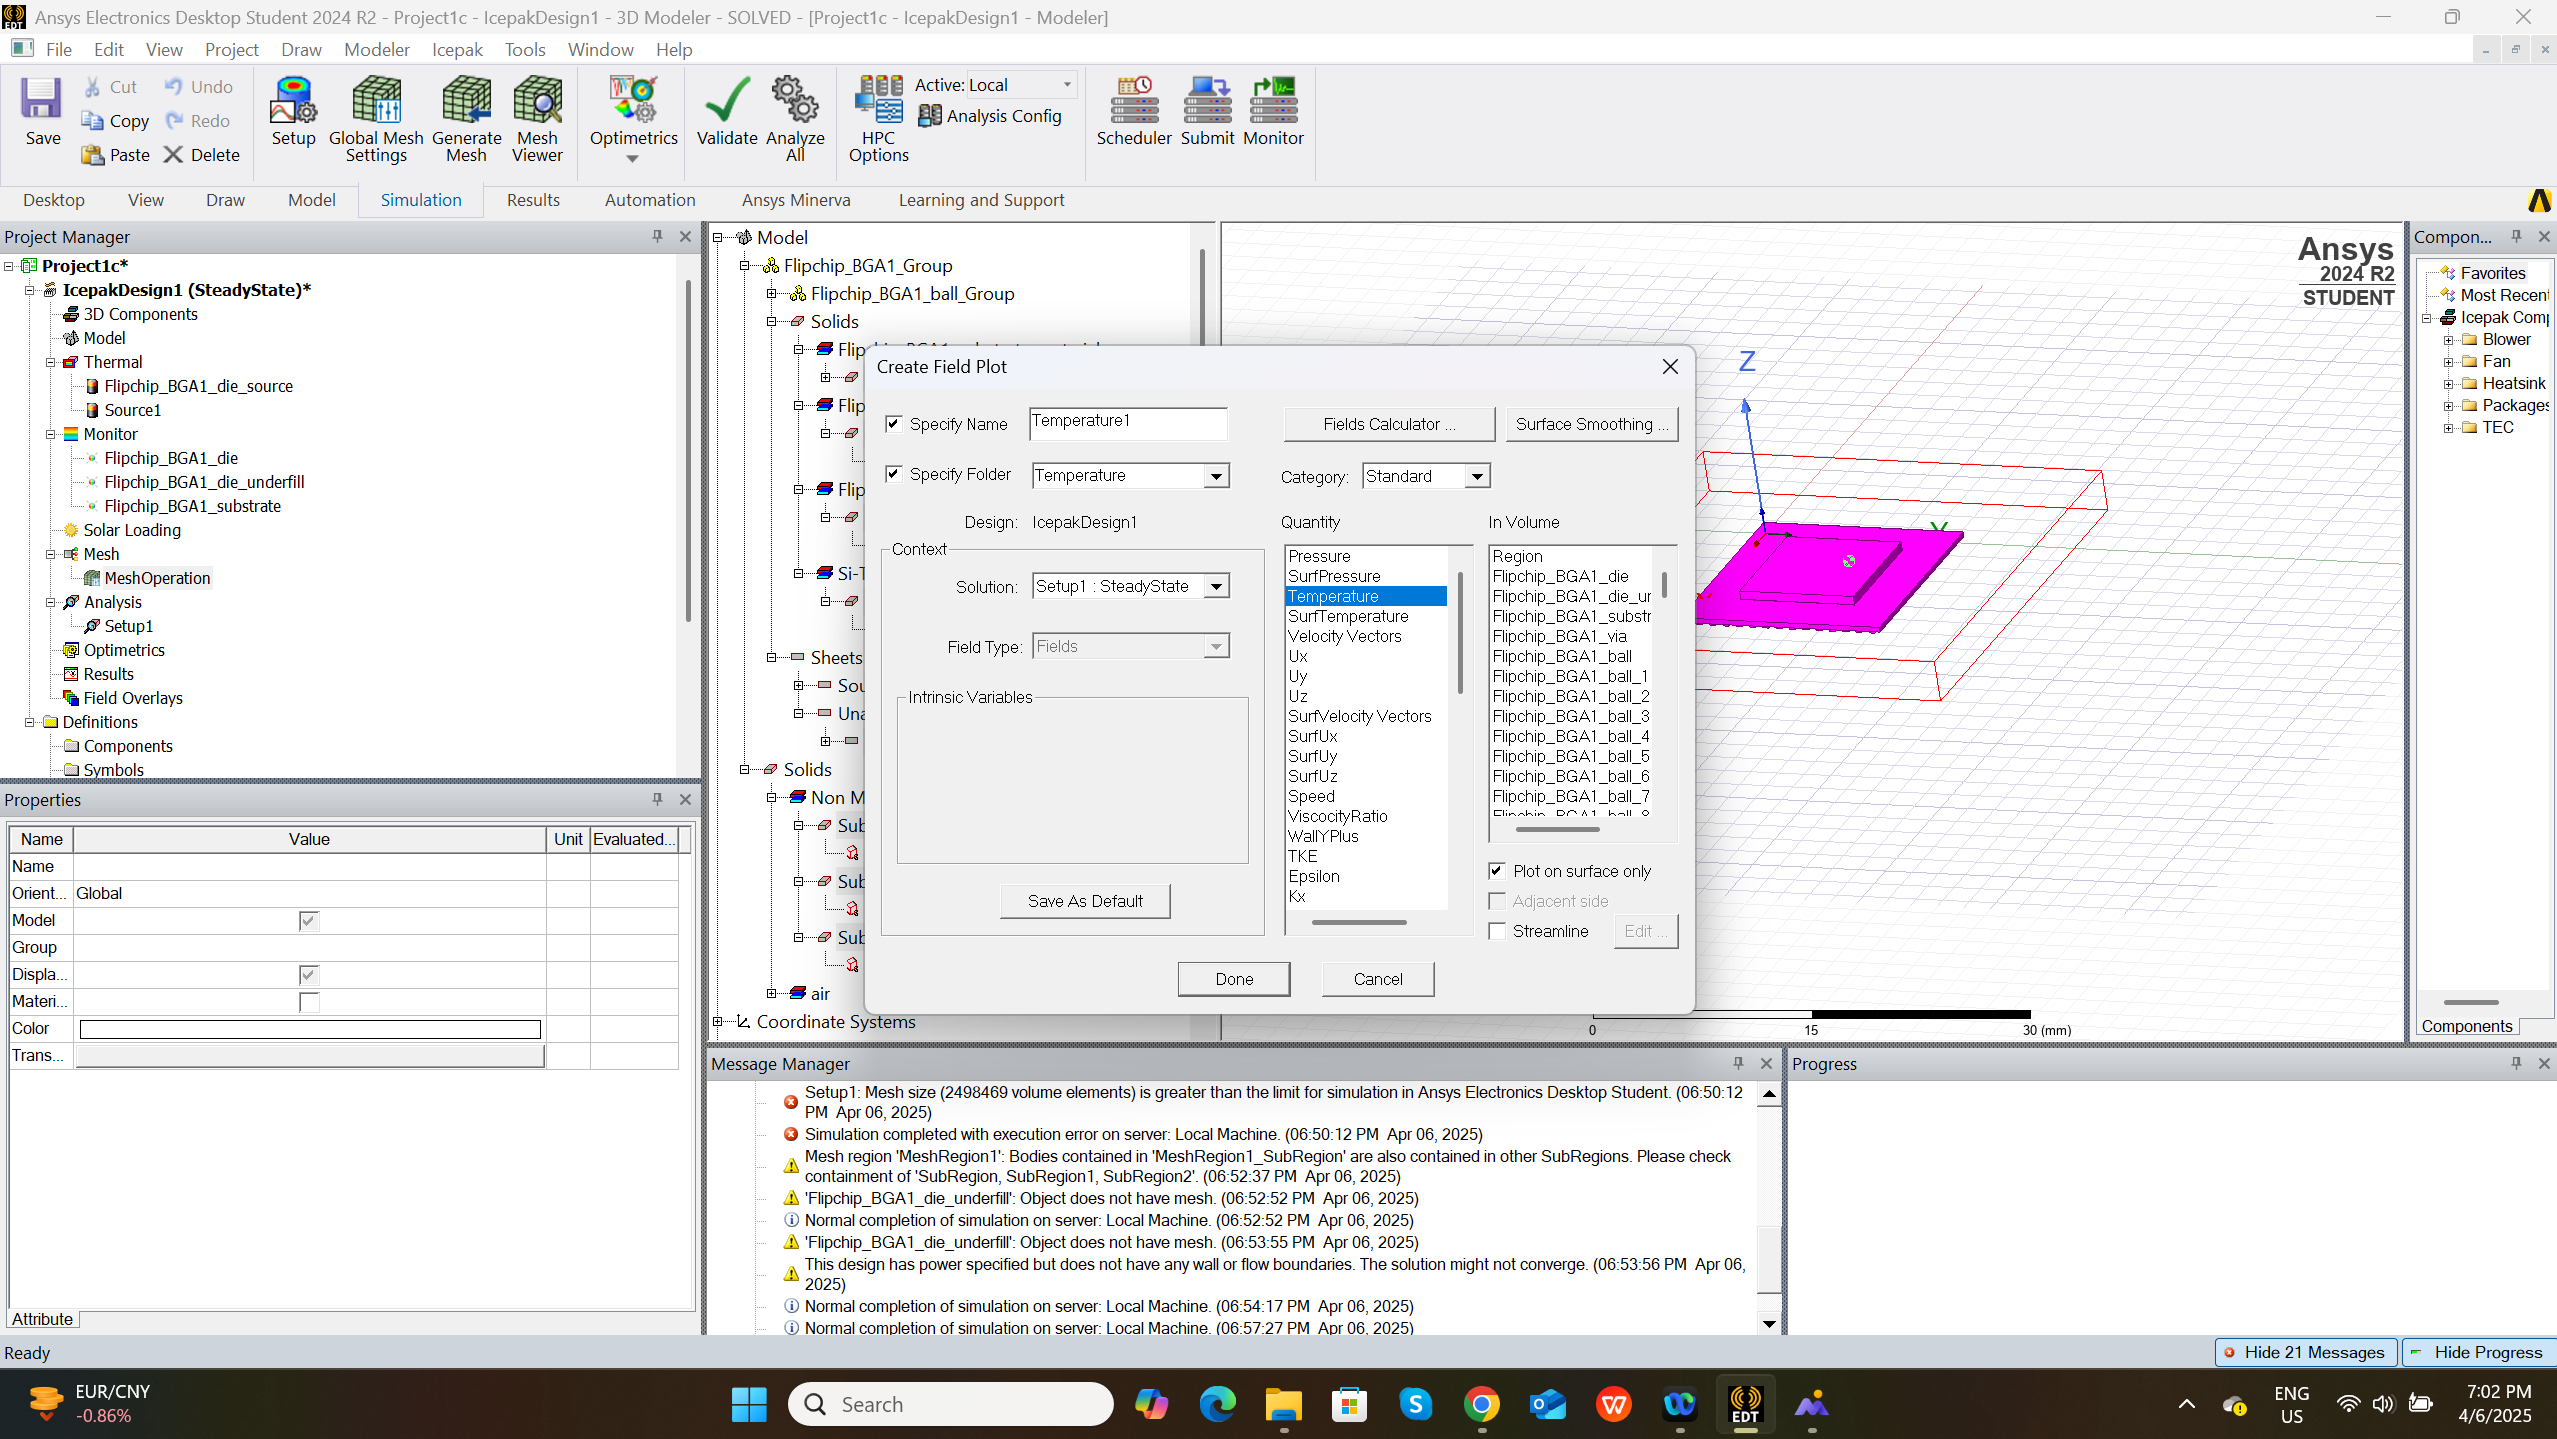 Ansys Electronics Desktop Student 2024 R2 - Project1c - IcepakDesign1 - 3D Modeler - SOLVED - [Project1c - IcepakDesign1 - Modeler]
File Edit View Project Draw Modeler Icepak Tools Window Help
Save
Cut
Copy
Paste
Undo
Redo
Delete
Setup
Global Mesh Settings
Generate Mesh
Mesh Viewer
Optimetrics
Validate
Analyze All
HPC Options
Active: Local
Analysis Config
Scheduler
Submit
Monitor
Desktop View Draw Model Simulation Results Automation Ansys Minerva Learning and Support
Project Manager
Project1c*
IcepakDesign1 (SteadyState)*
3D Components
Model
Thermal
Flipchip_BGA1_die_source
Source1
Monitor
Flipchip_BGA1_die
Flipchip_BGA1_die_underfill
Flipchip_BGA1_substrate
Solar Loading
Mesh
MeshOperation
Analysis
Setup1
Optimetrics
Results
Field Overlays
Definitions
Components
Symbols
Properties
Name Value Unit Evaluated...
Name
Orient... Global
Model
Group
Displa...
Materi...
Color
Trans...
Attribute
Model
Flipchip_BGA1_Group
Flipchip_BGA1_ball_Group
Solids
Flip
Flip
Flip
Si-T
Sheets
Sou
Una
Solids
Non M
Sub
Sub
Sub
air
Coordinate Systems
Create Field Plot
Specify Name Temperature1
Fields Calculator ...
Surface Smoothing ...
Specify Folder Temperature
Category: Standard
Design: IcepakDesign1
Context
Solution: Setup1 : SteadyState
Field Type: Fields
Intrinsic Variables
Save As Default
Quantity
Pressure
SurfPressure
Temperature
SurfTemperature
Velocity Vectors
Ux
Uy
Uz
SurfVelocity Vectors
SurfUx
SurfUy
SurfUz
Speed
ViscocityRatio
WallYPlus
TKE
Epsilon
Kx
In Volume
Region
Flipchip_BGA1_die
Flipchip_BGA1_die_ur
Flipchip_BGA1_substr
Flipchip_BGA1_via
Flipchip_BGA1_ball
Flipchip_BGA1_ball_1
Flipchip_BGA1_ball_2
Flipchip_BGA1_ball_3
Flipchip_BGA1_ball_4
Flipchip_BGA1_ball_5
Flipchip_BGA1_ball_6
Flipchip_BGA1_ball_7
Flipchip_BGA1_ball_8
Plot on surface only
Adjacent side
Streamline
Edit ...
Done
Cancel
Ansys
2024 R2
STUDENT
Z
Y
0 15 30 (mm)
Compon...
Favorites
Most Recent
Icepak Comp
Blower
Fan
Heatsink
Packages
TEC
Components
Message Manager
Setup1: Mesh size (2498469 volume elements) is greater than the limit for simulation in Ansys Electronics Desktop Student. (06:50:12
PM Apr 06, 2025)
Simulation completed with execution error on server: Local Machine. (06:50:12 PM Apr 06, 2025)
Mesh region 'MeshRegion1': Bodies contained in 'MeshRegion1_SubRegion' are also contained in other SubRegions. Please check
containment of 'SubRegion, SubRegion1, SubRegion2'. (06:52:37 PM Apr 06, 2025)
'Flipchip_BGA1_die_underfill': Object does not have mesh. (06:52:52 PM Apr 06, 2025)
Normal completion of simulation on server: Local Machine. (06:52:52 PM Apr 06, 2025)
'Flipchip_BGA1_die_underfill': Object does not have mesh. (06:53:55 PM Apr 06, 2025)
This design has power specified but does not have any wall or flow boundaries. The solution might not converge. (06:53:56 PM Apr 06,
2025)
Normal completion of simulation on server: Local Machine. (06:54:17 PM Apr 06, 2025)
Normal completion of simulation on server: Local Machine. (06:57:27 PM Apr 06, 2025)
Progress
Ready
Hide 21 Messages
Hide Progress
EUR/CNY
-0.86%
Search
EDT
ENG
US
7:02 PM
4/6/2025